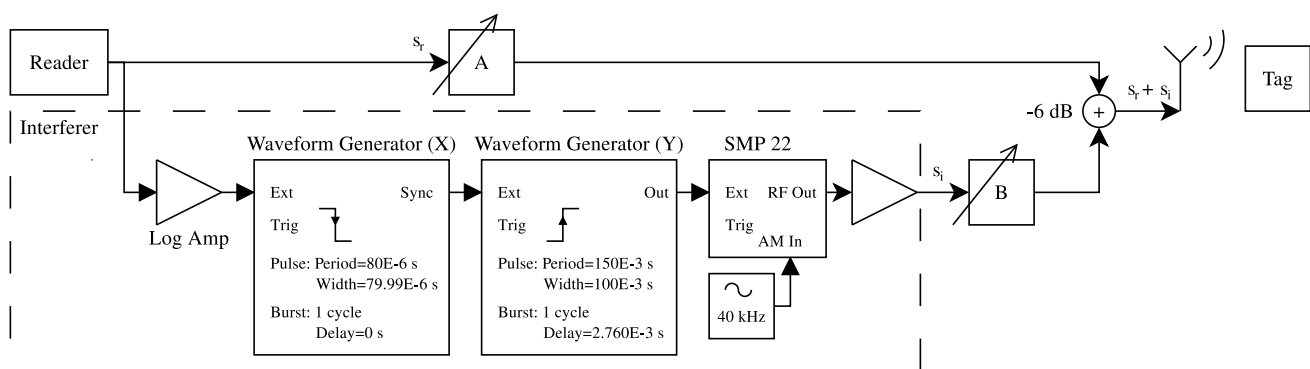 Reader
s_r
A
Interferer
-6 dB
+
s_r + s_i
Tag
Waveform Generator (X)
Waveform Generator (Y)
SMP 22
Log Amp
Ext
Sync
Trig
Pulse: Period=80E-6 s
Width=79.99E-6 s
Burst: 1 cycle
Delay=0 s
Ext
Out
Trig
Pulse: Period=150E-3 s
Width=100E-3 s
Burst: 1 cycle
Delay=2.760E-3 s
Ext
RF Out
Trig
AM In
40 kHz
s_i
B